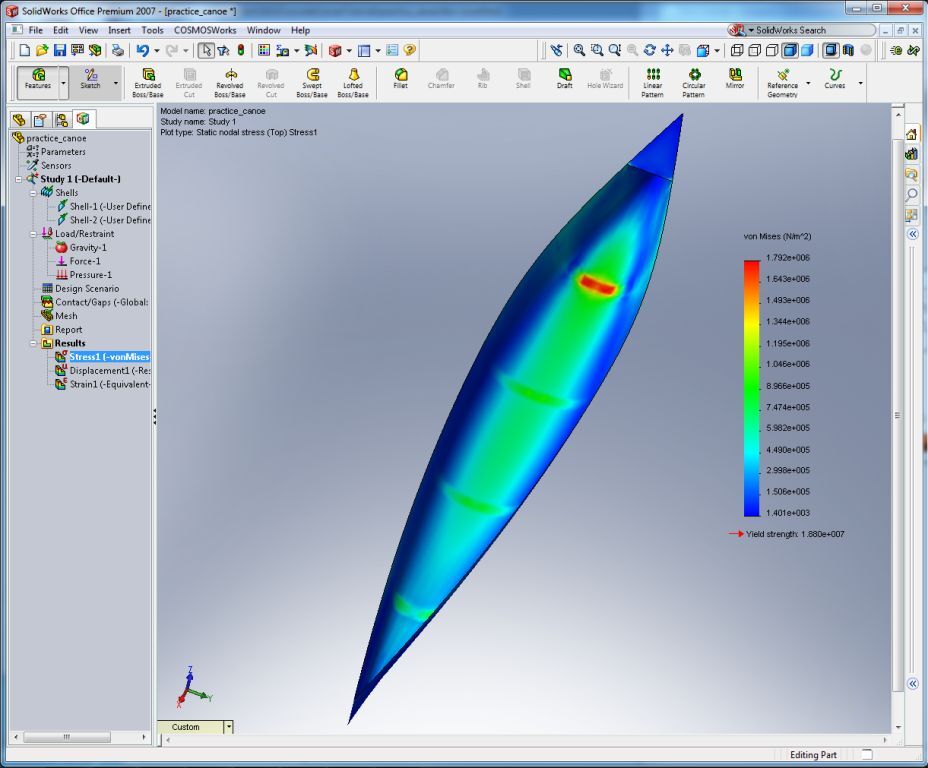 SolidWorks Office Premium 2007 - [practice_canoe *]
File Edit View Insert Tools COSMOSWorks Window Help
SolidWorks Search
Features Sketch Extruded Boss/Base Extruded Cut Revolved Boss/Base Revolved Cut Swept Boss/Base Lofted Boss/Base Fillet Chamfer Rib Shell Draft Hole Wizard Linear Pattern Circular Pattern Mirror Reference Geometry Curves
Model name: practice_canoe
Study name: Study 1
Plot type: Static nodal stress (Top) Stress1
practice_canoe
Parameters
Sensors
Study 1 (-Default-)
Shells
Shell-1 (-User Define
Shell-2 (-User Define
Load/Restraint
Gravity-1
Force-1
Pressure-1
Design Scenario
Contact/Gaps (-Global:
Mesh
Report
Results
Stress1 (-vonMises
Displacement1 (-Res
Strain1 (-Equivalent-
von Mises (N/m^2)
1.792e+006
1.643e+006
1.493e+006
1.344e+006
1.195e+006
1.046e+006
8.966e+005
7.474e+005
5.982e+005
4.490e+005
2.998e+005
1.506e+005
1.401e+003
Yield strength: 1.880e+007
Z
Y
X
Custom
Editing Part